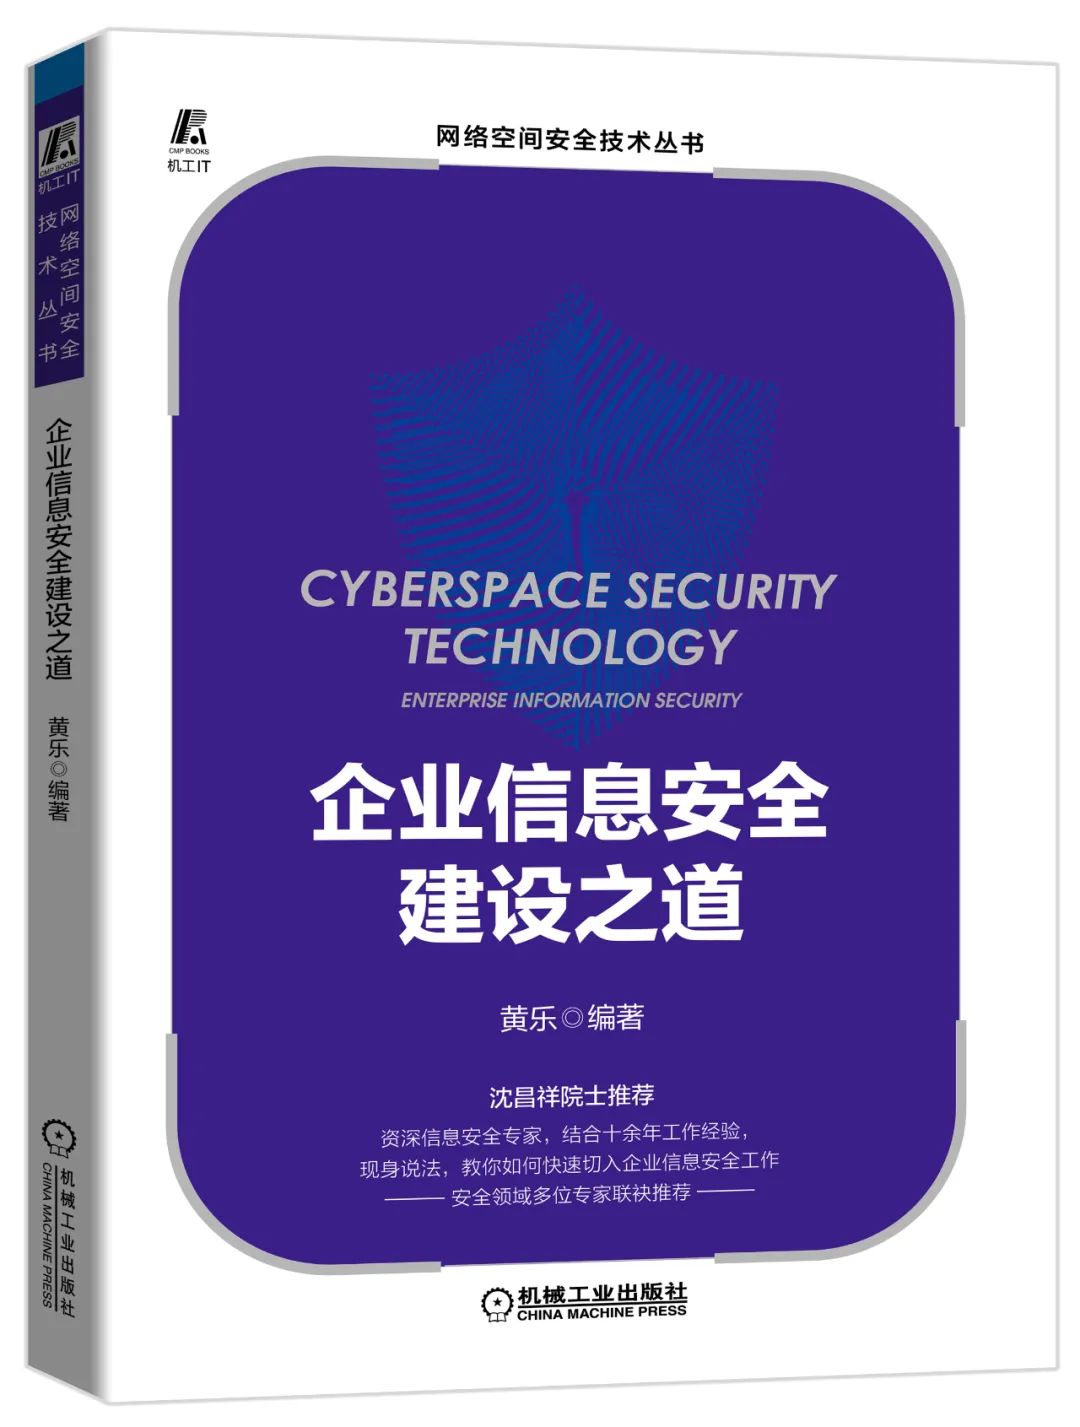 CMP BOOKS
机工IT
网络空间安全
技术丛书
企业信息安全建设之道
黄乐◎编著
机械工业出版社
CHINA MACHINE PRESS
CMP BOOKS
机工IT
网络空间安全技术丛书
CYBERSPACE SECURITY
TECHNOLOGY
ENTERPRISE INFORMATION SECURITY
企业信息安全
建设之道
黄乐◎编著
沈昌祥院士推荐
资深信息安全专家，结合十余年工作经验，
现身说法，教你如何快速切入企业信息安全工作
安全领域多位专家联袂推荐
机械工业出版社
CHINA MACHINE PRESS